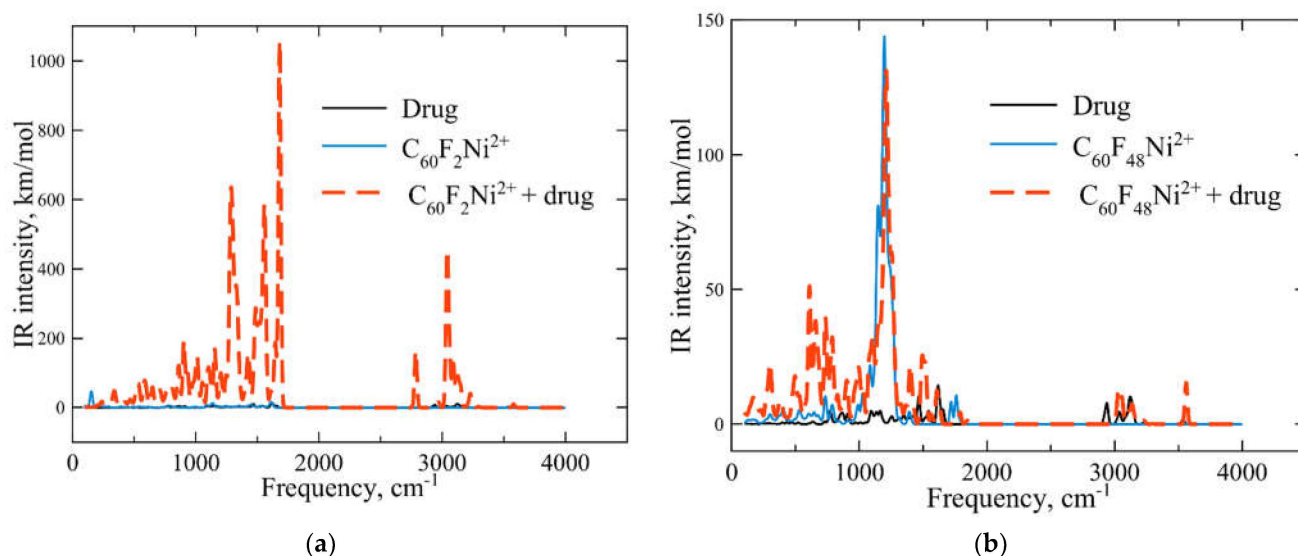 IR intensity, km/mol
1000
800
600
400
200
0
Drug
C₆₀F₂Ni²⁺
C₆₀F₂Ni²⁺ + drug
0 1000 2000 3000 4000
Frequency, cm⁻¹
(a)
IR intensity, km/mol
150
100
50
0
Drug
C₆₀F₄₈Ni²⁺
C₆₀F₄₈Ni²⁺ + drug
0 1000 2000 3000 4000
Frequency, cm⁻¹
(b)